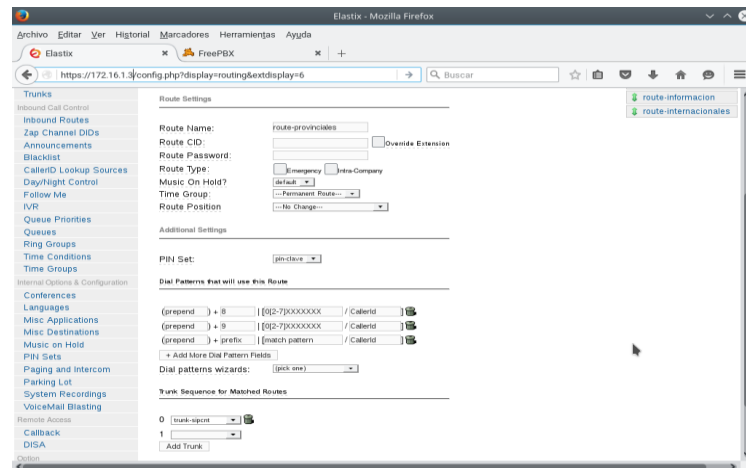 Elastix - Mozilla Firefox
Archivo Editar Ver Historial Marcadores Herramientas Ayuda
Elastix
FreePBX
https://172.16.1.3/config.php?display=routing&extdisplay=6
Buscar
Trunks
Inbound Call Control
Inbound Routes
Zap Channel DIDs
Announcements
Blacklist
CallerID Lookup Sources
Day/Night Control
Follow Me
IVR
Queue Priorities
Queues
Ring Groups
Time Conditions
Time Groups
Internal Options & Configuration
Conferences
Languages
Misc Applications
Misc Destinations
Music on Hold
PIN Sets
Paging and Intercom
Parking Lot
System Recordings
VoiceMail Blasting
Remote Access
Callback
DISA
Option
Route Settings
Route Name: route-provinciales
Route CID: Override Extension
Route Password:
Route Type: Emergency Intra-Company
Music On Hold? default
Time Group: ---Permanent Route---
Route Position ---No Change---
Additional Settings
PIN Set: pin-clave
Dial Patterns that will use this Route
(prepend ) + 8 | [0[2-7]XXXXXXX / CallerId ]
(prepend ) + 9 | [0[2-7]XXXXXXX / CallerId ]
(prepend ) + prefix | [match pattern / CallerId ]
+ Add More Dial Pattern Fields
Dial patterns wizards: (pick one)
Trunk Sequence for Matched Routes
0 trunk-sipcnt
1
Add Trunk
route-informacion
route-internacionales